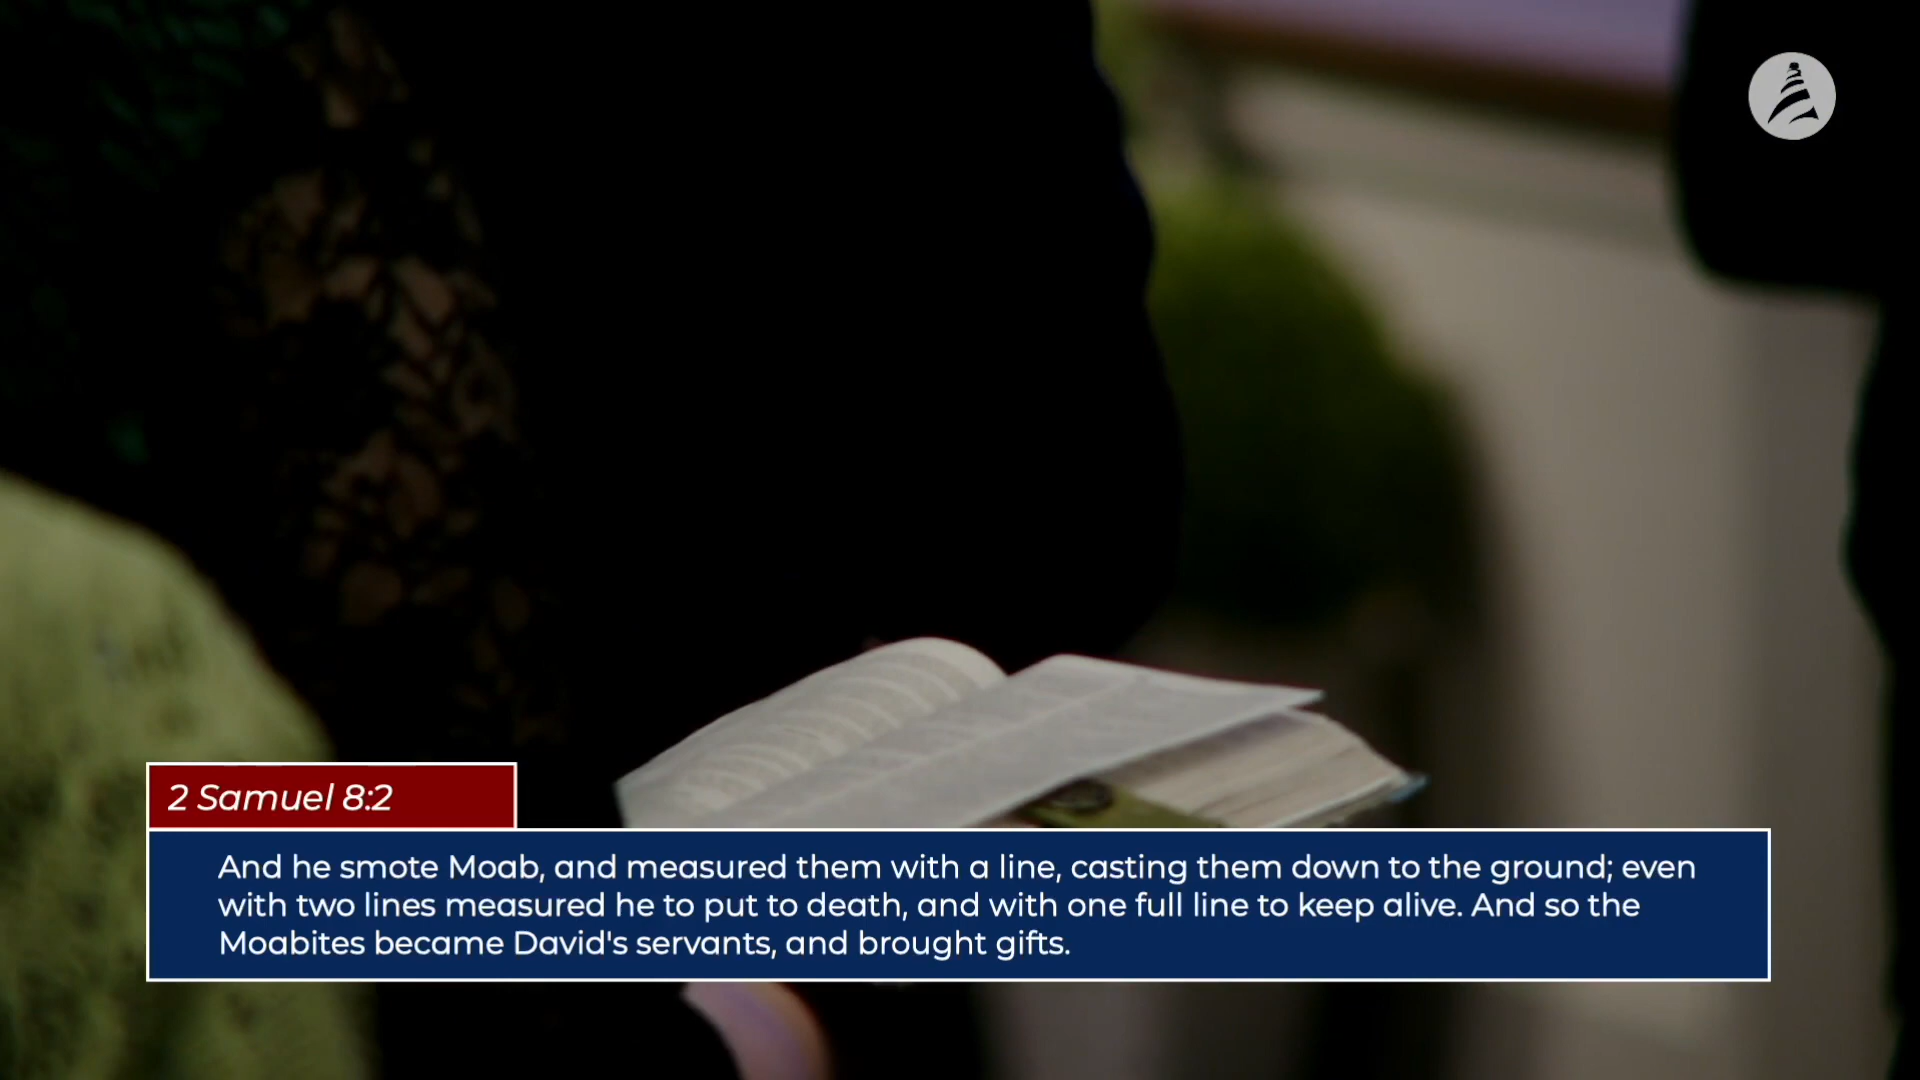 2 Samuel 8:2
And he smote Moab, and measured them with a line, casting them down to the ground; even
with two lines measured he to put to death, and with one full line to keep alive. And so the
Moabites became David's servants, and brought gifts.